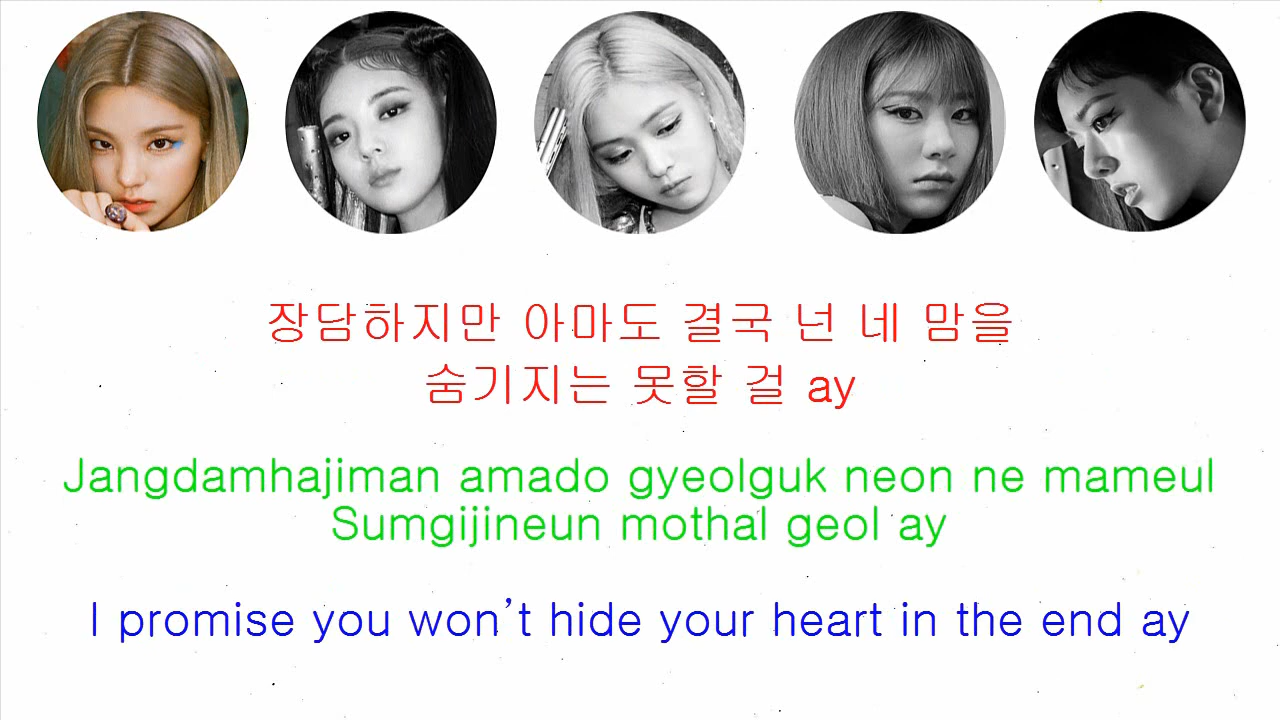 장담하지만 아마도 결국 넌 네 맘을
숨기지는 못할 걸 ay
Jangdamhajiman amado gyeolguk neon ne mameul
Sumgijineun mothal geol ay
I promise you won't hide your heart in the end ay